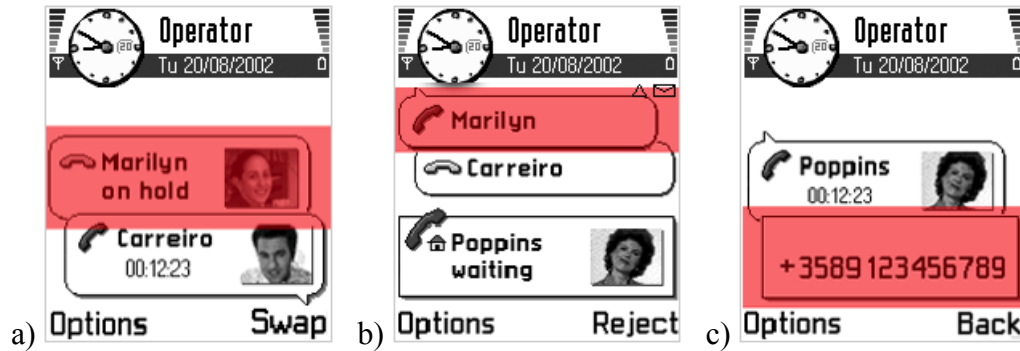 Operator
Tu 20/08/2002
Marilyn
on hold
Carreiro
00:12:23
a) Options Swap
Operator
Tu 20/08/2002
Marilyn
Carreiro
Poppins
waiting
b) Options Reject
Operator
Tu 20/08/2002
Poppins
00:12:23
+3589 123456789
c) Options Back